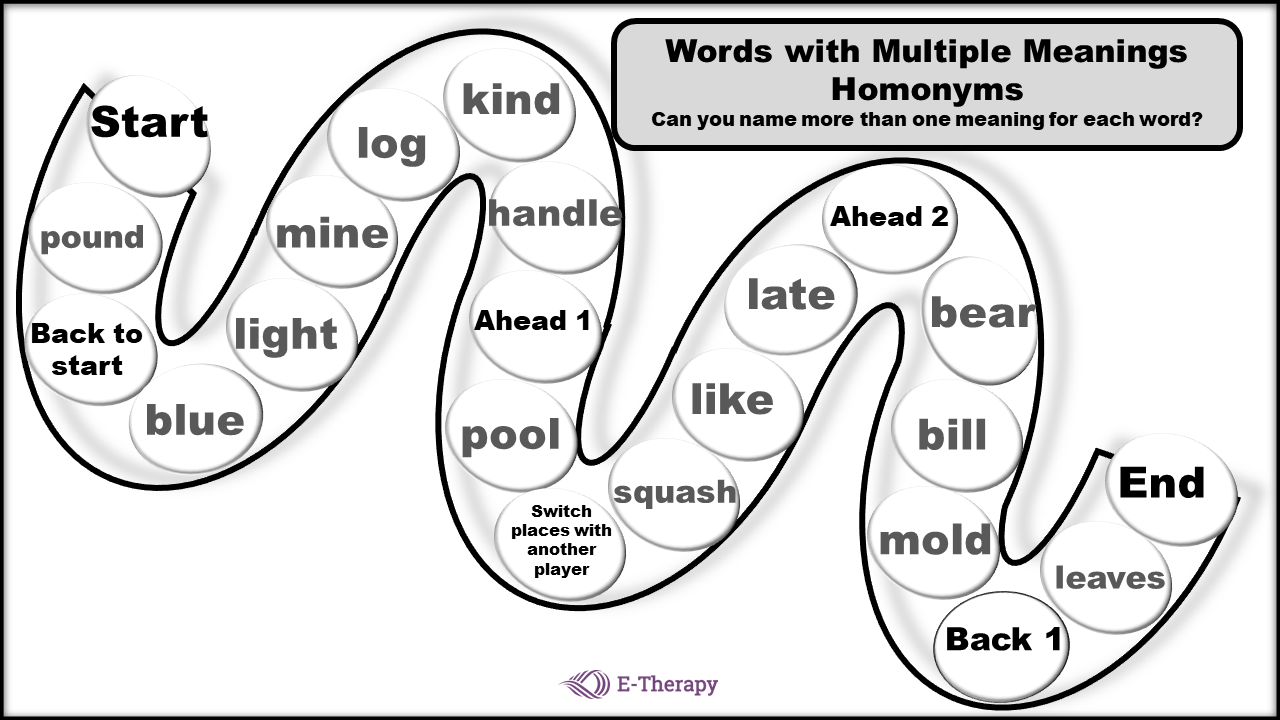 Words with Multiple Meanings
Homonyms
Can you name more than one meaning for each word?
Start
pound
Back to
start
blue
light
mine
log
kind
handle
Ahead 1
pool
Switch
places with
another
player
squash
like
late
Ahead 2
bear
bill
mold
Back 1
leaves
End
E-Therapy